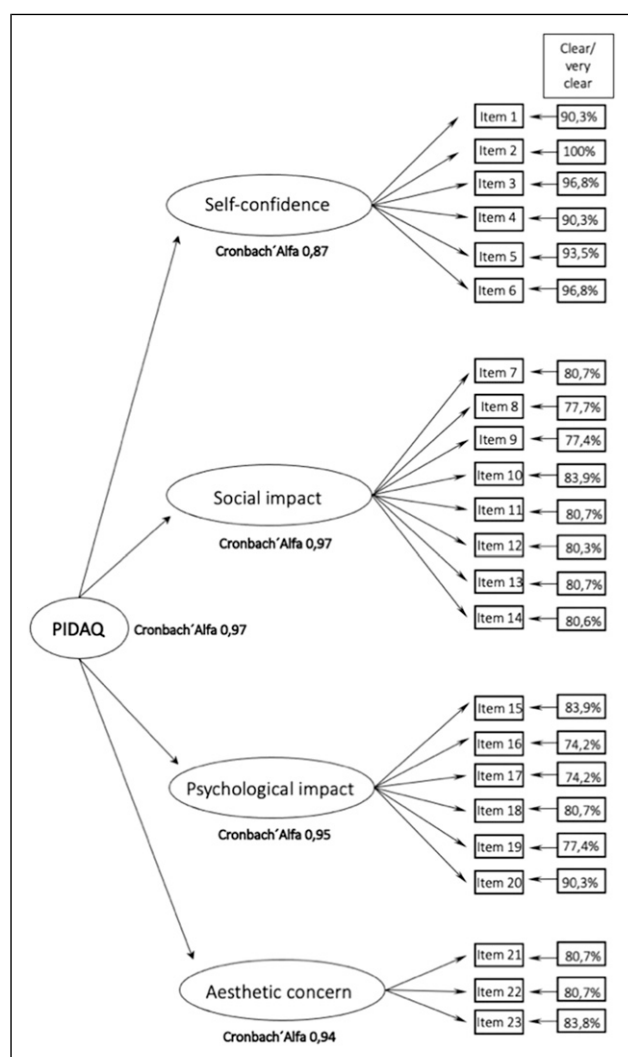 Clear/
very
clear
Item 1 90,3%
Item 2 100%
Item 3 96,8%
Self-confidence
Item 4 90,3%
Cronbach´Alfa 0,87
Item 5 93,5%
Item 6 96,8%
Item 7 80,7%
Item 8 77,7%
Item 9 77,4%
Item 10 83,9%
Social impact
Item 11 80,7%
Cronbach´Alfa 0,97
Item 12 80,3%
Item 13 80,7%
Item 14 80,6%
PIDAQ
Cronbach´Alfa 0,97
Item 15 83,9%
Item 16 74,2%
Item 17 74,2%
Psychological impact
Item 18 80,7%
Cronbach´Alfa 0,95
Item 19 77,4%
Item 20 90,3%
Item 21 80,7%
Item 22 80,7%
Aesthetic concern
Item 23 83,8%
Cronbach´Alfa 0,94